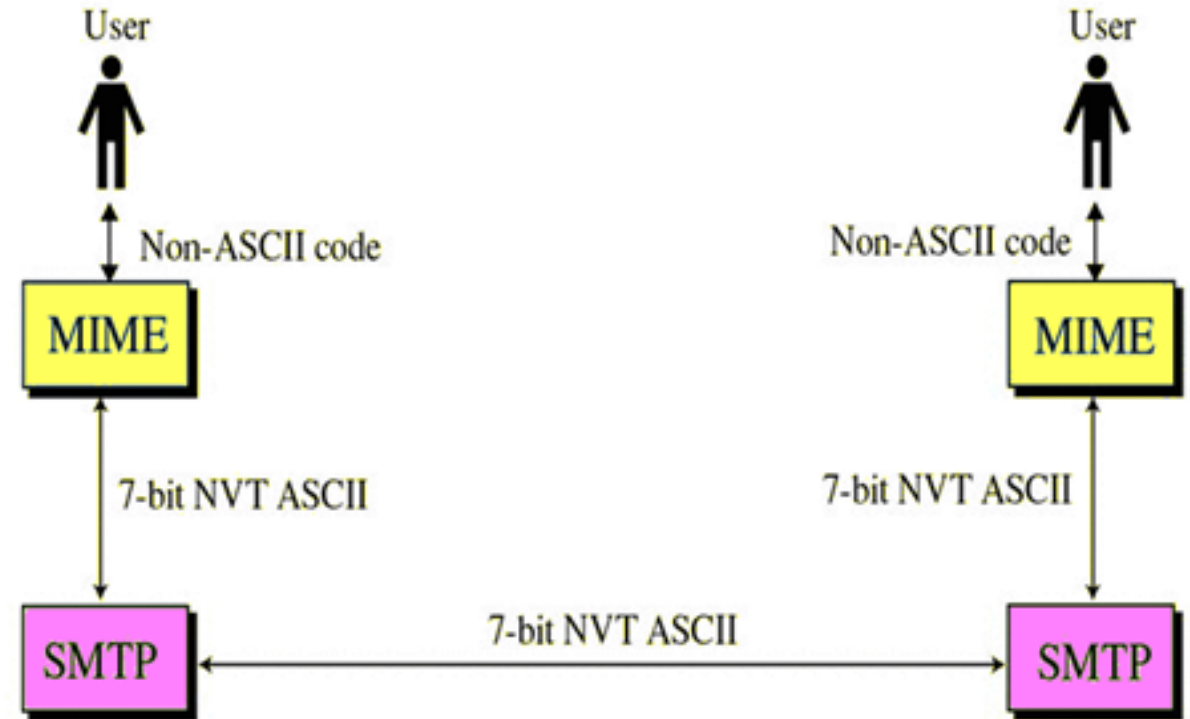 User
User
Non-ASCII code
Non-ASCII code
MIME
MIME
7-bit NVT ASCII
7-bit NVT ASCII
7-bit NVT ASCII
SMTP
SMTP